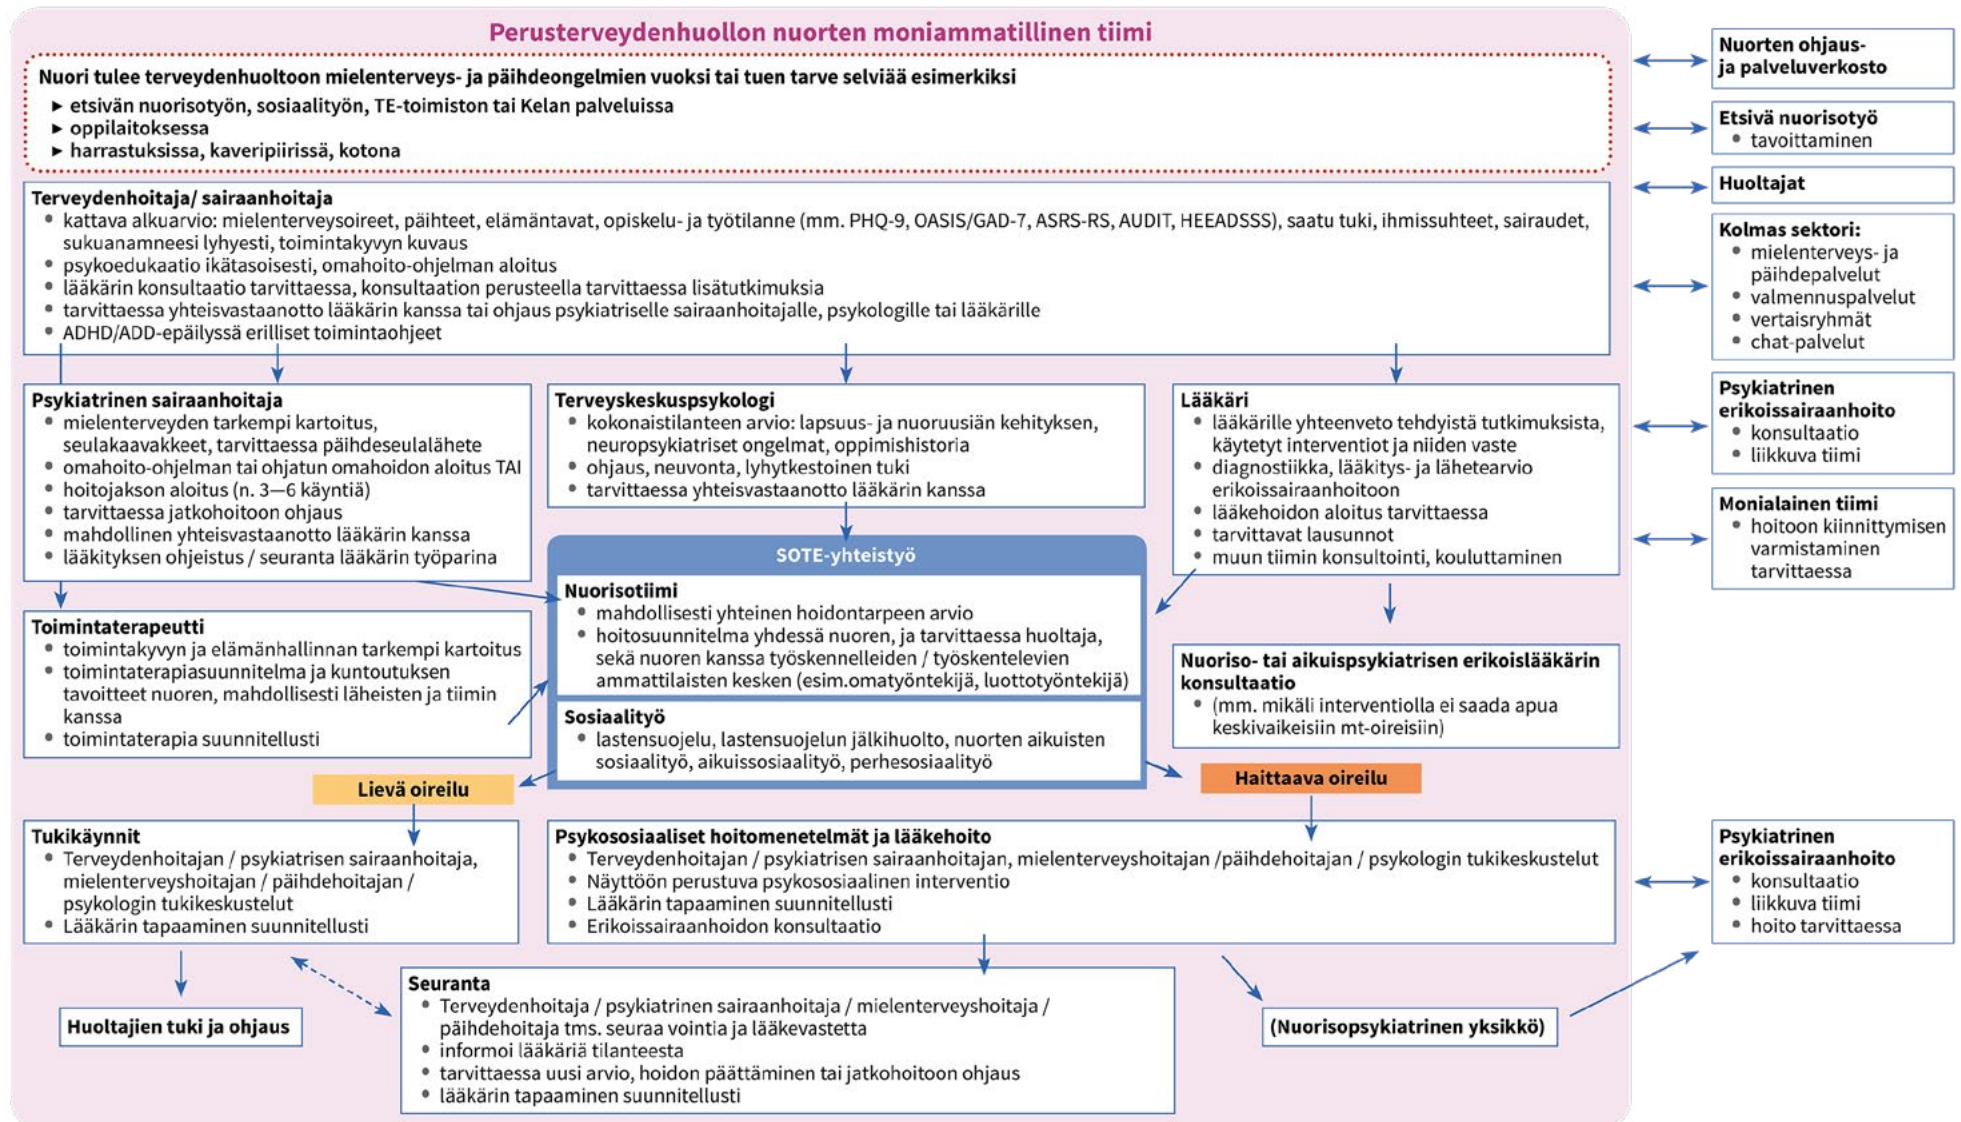 Perusterveydenhuollon nuorten moniammatillinen tiimi
Nuori tulee terveydenhuoltoon mielenterveys- ja päihdeongelmien vuoksi tai tuen tarve selviää esimerkiksi
► etsivän nuorisotyön, sosiaalityön, TE-toimiston tai Kelan palveluissa
► oppilaitoksessa
► harrastuksissa, kaveripiirissä, kotona
Terveydenhoitaja/ sairaanhoitaja
• kattava alkuarvio: mielenterveysoireet, päihteet, elämäntavat, opiskelu- ja työtilanne (mm. PHQ-9, OASIS/GAD-7, ASRS-RS, AUDIT, HEEADSSS), saatu tuki, ihmissuhteet, sairaudet,
sukuanamneesi lyhyesti, toimintakyvyn kuvaus
• psykoedukaatio ikätasoisesti, omahoito-ohjelman aloitus
• lääkärin konsultaatio tarvittaessa, konsultaation perusteella tarvittaessa lisätutkimuksia
• tarvittaessa yhteisvastaanotto lääkärin kanssa tai ohjaus psykiatriselle sairaanhoitajalle, psykologille tai lääkärille
• ADHD/ADD-epäilyssä erilliset toimintaohjeet
Psykiatrinen sairaanhoitaja
• mielenterveyden tarkempi kartoitus,
seulakaavakkeet, tarvittaessa päihdeseulalähete
• omahoito-ohjelman tai ohjatun omahoidon aloitus TAI
• hoitojakson aloitus (n. 3—6 käyntiä)
• tarvittaessa jatkohoitoon ohjaus
• mahdollinen yhteisvastaanotto lääkärin kanssa
• lääkityksen ohjeistus / seuranta lääkärin työparina
Terveyskeskuspsykologi
• kokonaistilanteen arvio: lapsuus- ja nuoruusiän kehityksen,
neuropsykiatriset ongelmat, oppimishistoria
• ohjaus, neuvonta, lyhytkestoinen tuki
• tarvittaessa yhteisvastaanotto lääkärin kanssa
Lääkäri
• lääkärille yhteenveto tehdyistä tutkimuksista,
käytetyt interventiot ja niiden vaste
• diagnostiikka, lääkitys- ja lähetearvio
erikoissairaanhoitoon
• lääkehoidon aloitus tarvittaessa
• tarvittavat lausunnot
• muun tiimin konsultointi, kouluttaminen
Toimintaterapeutti
• toimintakyvyn ja elämänhallinnan tarkempi kartoitus
• toimintaterapiasuunnitelma ja kuntoutuksen
tavoitteet nuoren, mahdollisesti läheisten ja tiimin
kanssa
• toimintaterapia suunnitellusti
SOTE-yhteistyö
Nuorisotiimi
• mahdollisesti yhteinen hoidontarpeen arvio
• hoitosuunnitelma yhdessä nuoren, ja tarvittaessa huoltaja,
sekä nuoren kanssa työskennelleiden / työskentelevien
ammattilaisten kesken (esim.omatyöntekijä, luottotyöntekijä)
Sosiaalityö
• lastensuojelu, lastensuojelun jälkihuolto, nuorten aikuisten
sosiaalityö, aikuissosiaalityö, perhesosiaalityö
Nuoriso- tai aikuispsykiatrisen erikoislääkärin
konsultaatio
• (mm. mikäli interventiolla ei saada apua
keskivaikeisiin mt-oireisiin)
Lievä oireilu
Haittaava oireilu
Tukikäynnit
• Terveydenhoitajan / psykiatrisen sairaanhoitaja,
mielenterveyshoitajan / päihdehoitajan /
psykologin tukikeskustelut
• Lääkärin tapaaminen suunnitellusti
Psykososiaaliset hoitomenetelmät ja lääkehoito
• Terveydenhoitajan / psykiatrisen sairaanhoitajan, mielenterveyshoitajan /päihdehoitajan / psykologin tukikeskustelut
• Näyttöön perustuva psykososiaalinen interventio
• Lääkärin tapaaminen suunnitellusti
• Erikoissairaanhoidon konsultaatio
Huoltajien tuki ja ohjaus
Seuranta
• Terveydenhoitaja / psykiatrinen sairaanhoitaja / mielenterveyshoitaja /
päihdehoitaja tms. seuraa vointia ja lääkevastetta
• informoi lääkäriä tilanteesta
• tarvittaessa uusi arvio, hoidon päättäminen tai jatkohoitoon ohjaus
• lääkärin tapaaminen suunnitellusti
(Nuorisopsykiatrinen yksikkö)
Nuorten ohjaus-
ja palveluverkosto
Etsivä nuorisotyö
• tavoittaminen
Huoltajat
Kolmas sektori:
• mielenterveys- ja
päihdepalvelut
• valmennuspalvelut
• vertaisryhmät
• chat-palvelut
Psykiatrinen
erikoissairaanhoito
• konsultaatio
• liikkuva tiimi
Monialainen tiimi
• hoitoon kiinnittymisen
varmistaminen
tarvittaessa
Psykiatrinen
erikoissairaanhoito
• konsultaatio
• liikkuva tiimi
• hoito tarvittaessa